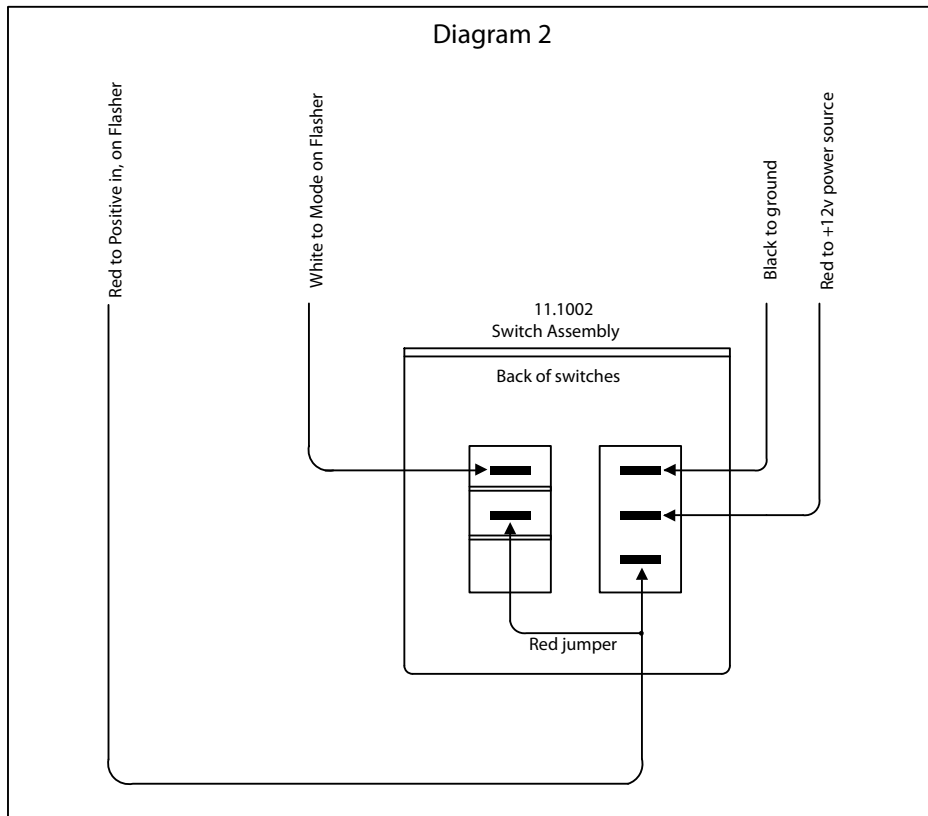 Diagram 2
Red to Positive in, on Flasher
White to Mode on Flasher
Black to ground
Red to +12v power source
11.1002
Switch Assembly
Back of switches
Red jumper